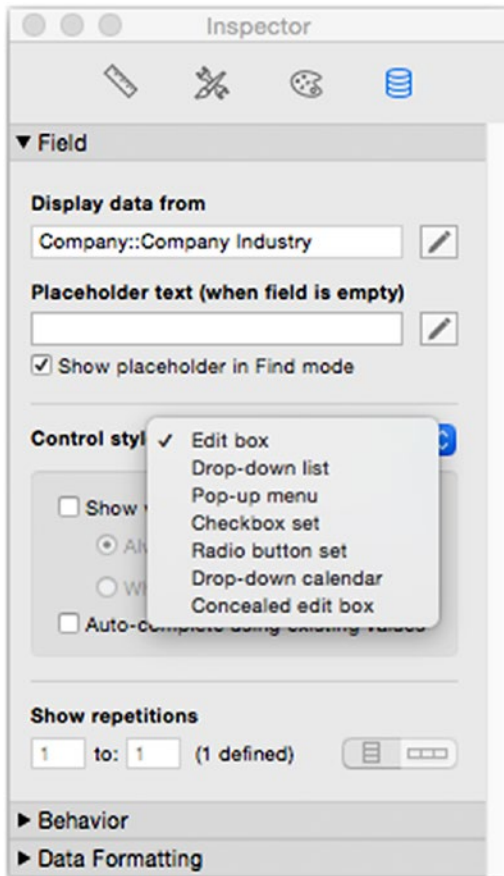 Inspector
Field
Display data from
Company::Company Industry
Placeholder text (when field is empty)
Show placeholder in Find mode
Control
Edit box
Drop-down list
Pop-up menu
Checkbox set
Radio button set
Drop-down calendar
Concealed edit box
Show
Auto-complete using existing values
Show repetitions
1 to: 1 (1 defined)
Behavior
Data Formatting